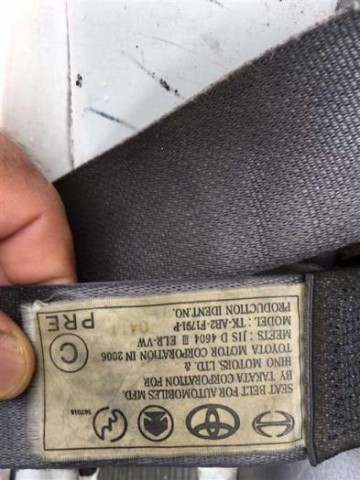 SEAT BELT FOR AUTOMOBILES MFD.
BY TAKATA CORPORATION FOR
HINO MOTORS, LTD. &
TOYOTA MOTOR CORPORATION IN 2006
MEETS : JIS D 4604 III ELR-VW
MODEL : TK-AB2-F1791-P
PRODUCTION IDENT.NO.
C
PRE